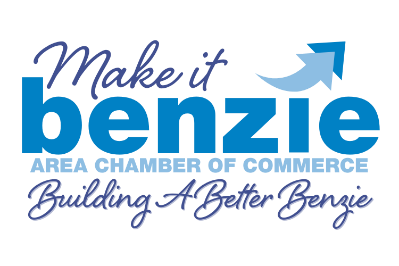 Make it
benzie
AREA CHAMBER OF COMMERCE
Building A Better Benzie